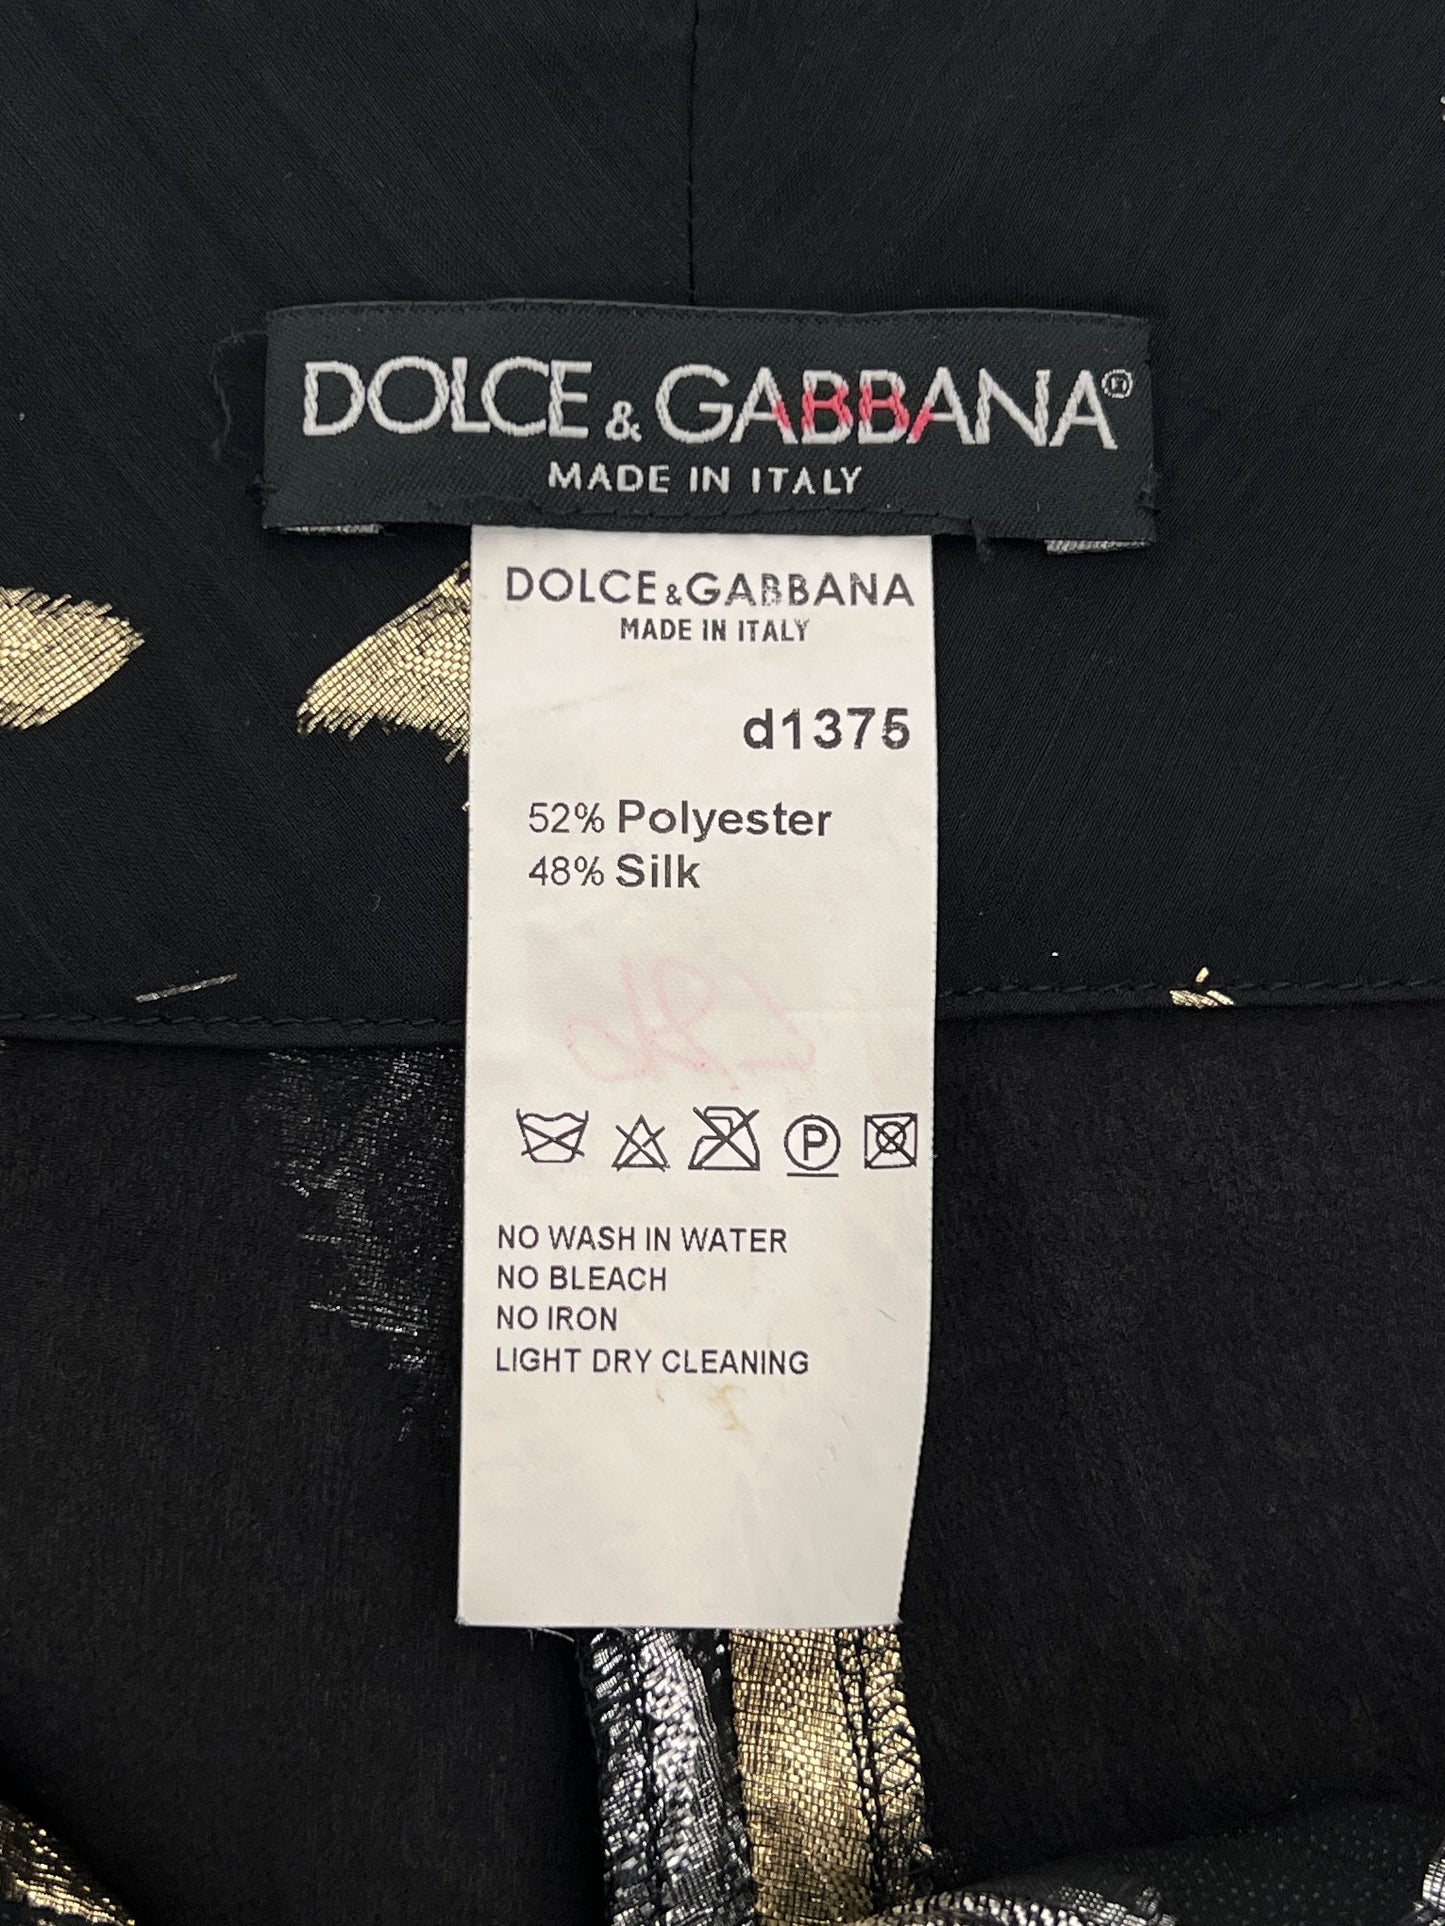 DOLCE & GABBANA®
MADE IN ITALY
DOLCE & GABBANA
MADE IN ITALY
d1375
52% Polyester
48% Silk
P
NO WASH IN WATER
NO BLEACH
NO IRON
LIGHT DRY CLEANING